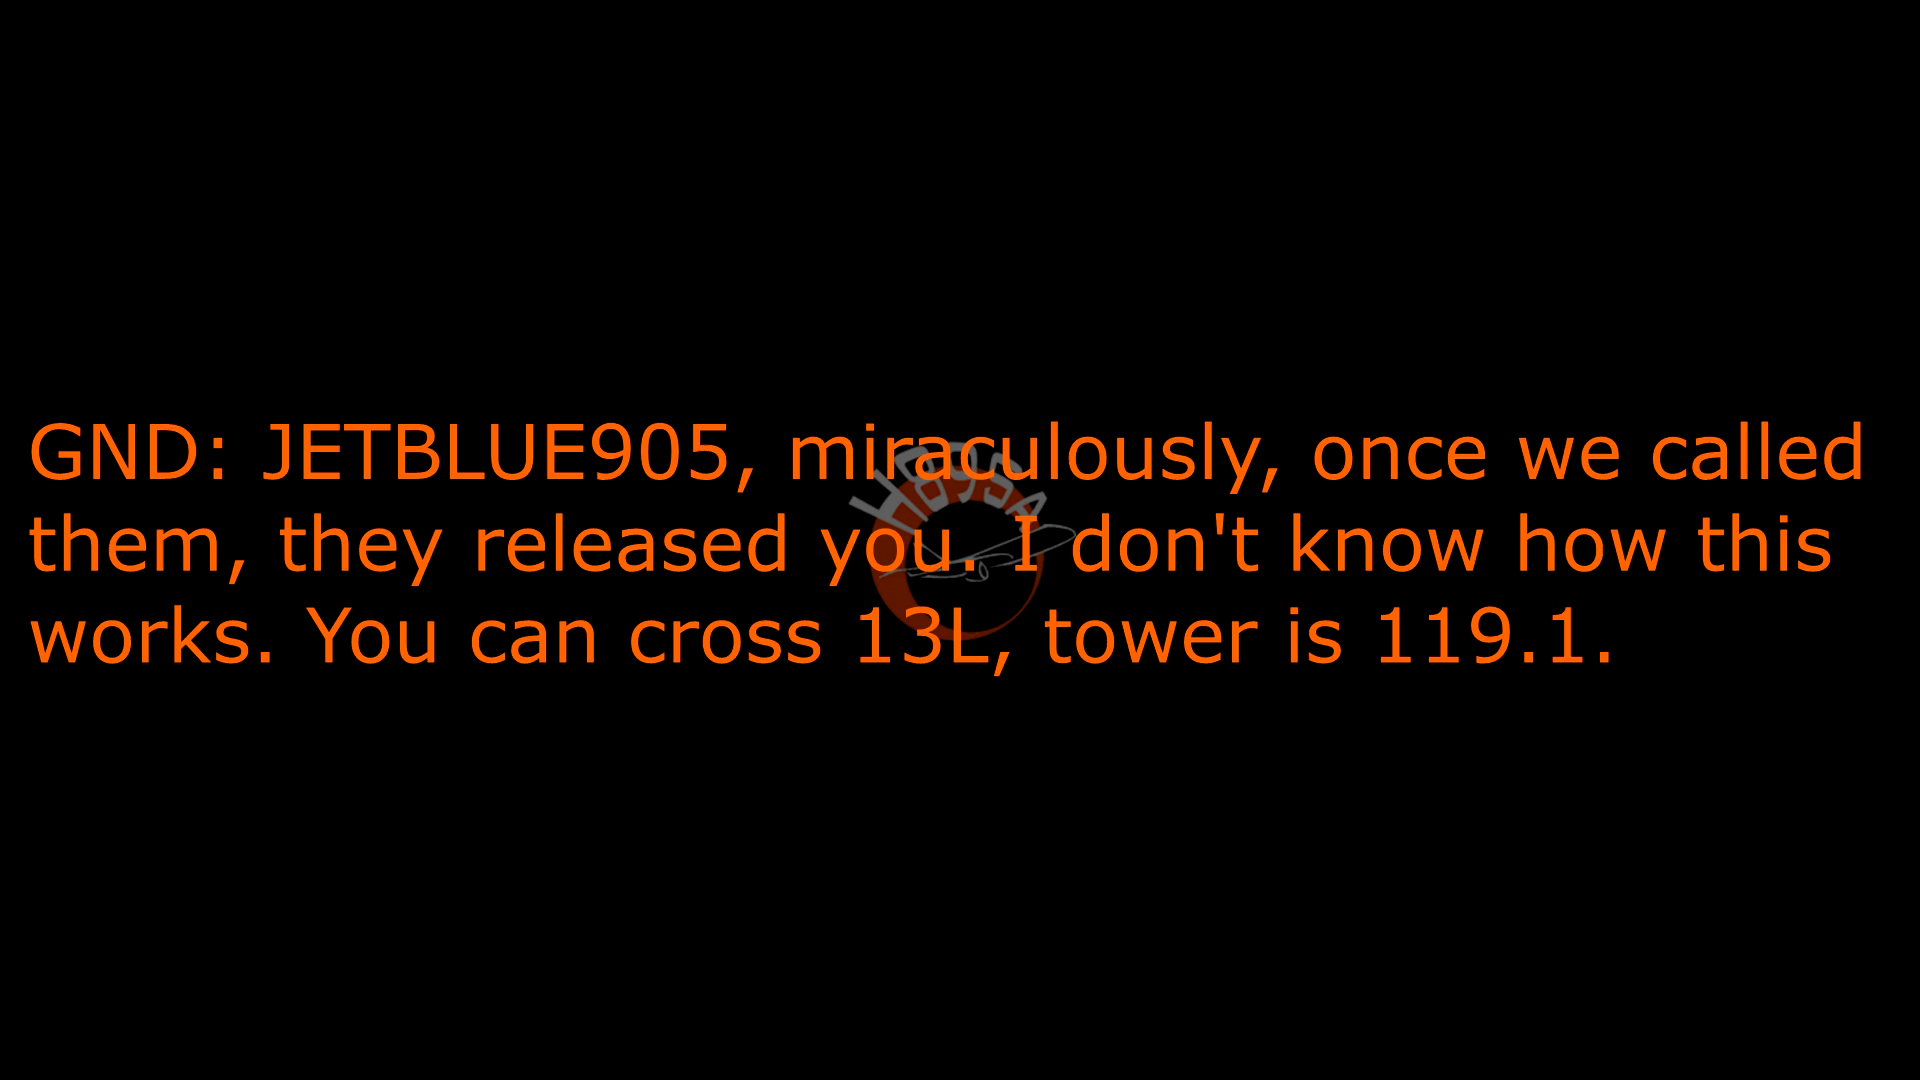 GND: JETBLUE905, miraculously, once we called
them, they released you. I don't know how this
works. You can cross 13L, tower is 119.1.